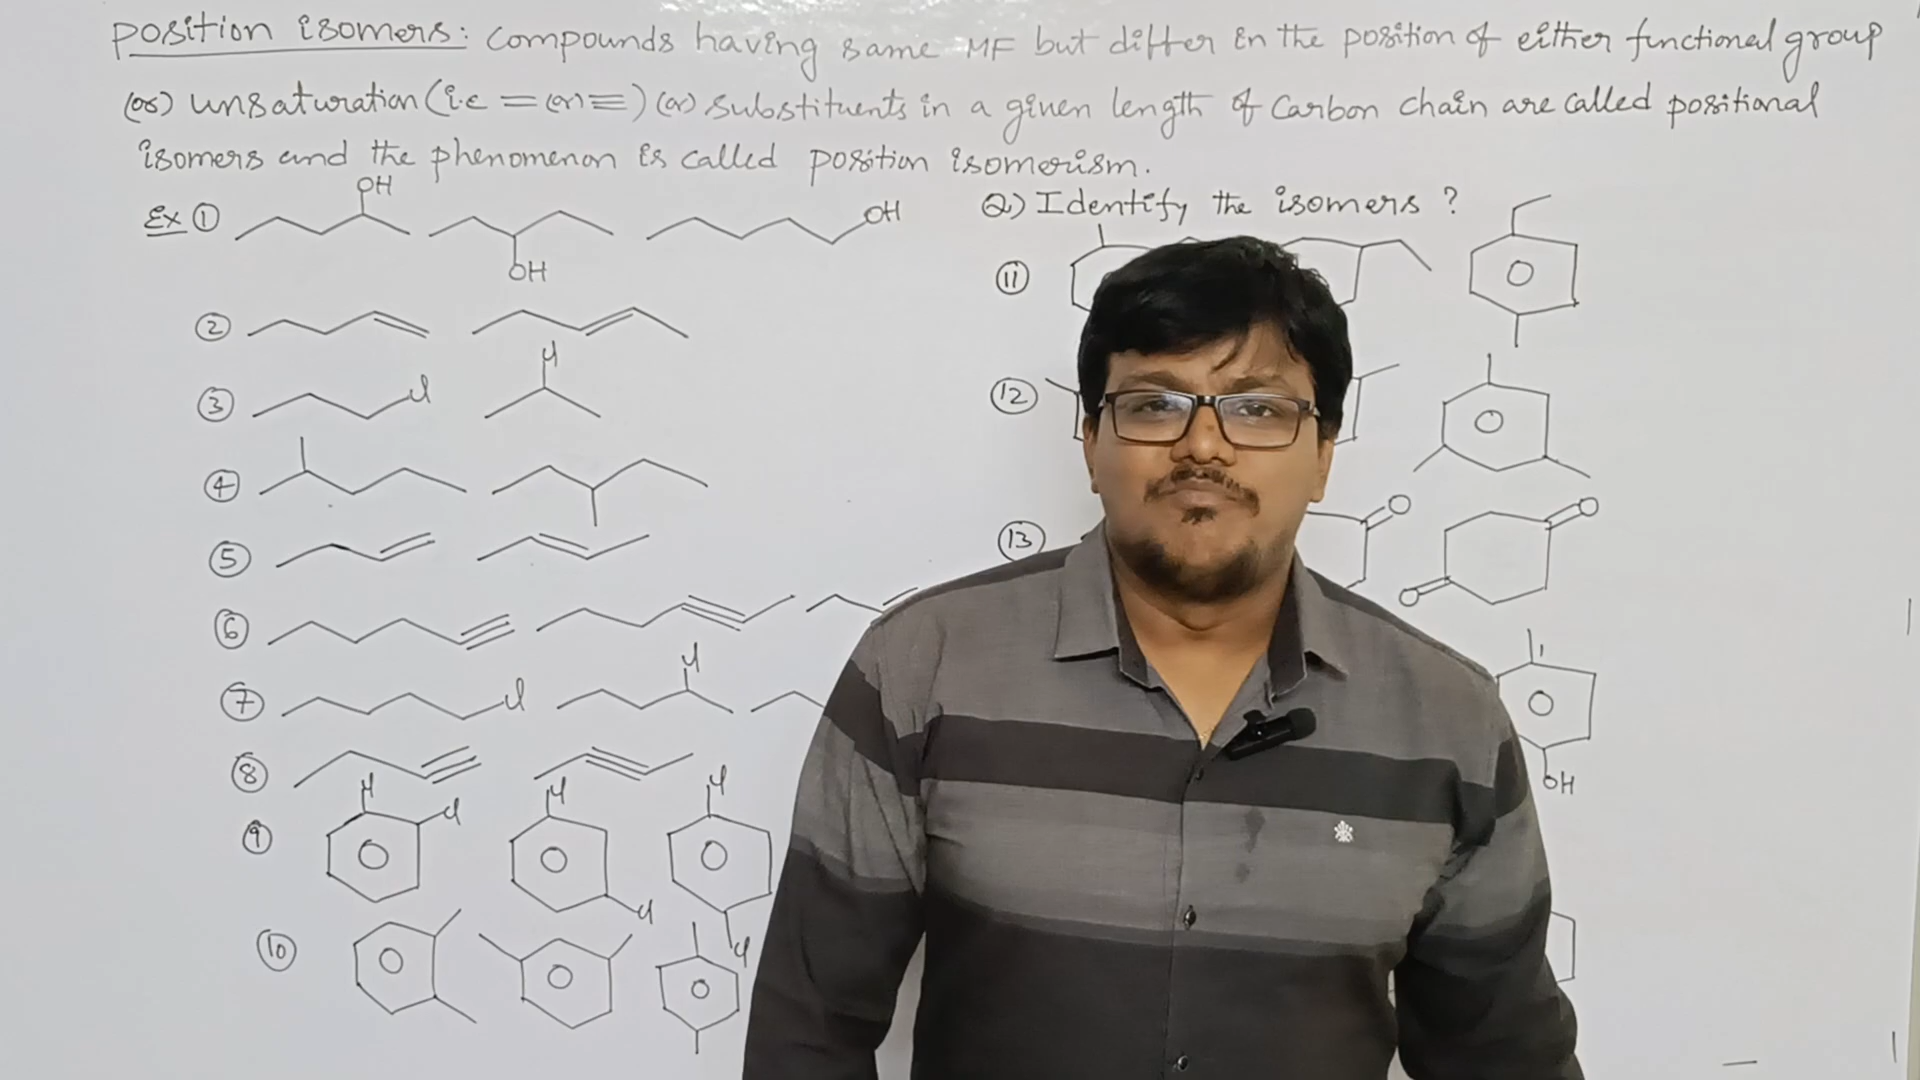 Position isomers: Compounds having same MF but differ in the position of either functional group
(or) unsaturation (i.e = (or) ≡) (or) substituents in a given length of Carbon chain are called positional
isomers and the phenomenon is called position isomerism.
Ex ① OH OH OH
Q) Identify the isomers ?
②
③ Cl Cl
④
⑤
⑥
⑦ Cl Cl
⑧
⑨ Cl Cl Cl Cl Cl Cl
⑩
⑪
⑫
⑬ O O O
OH